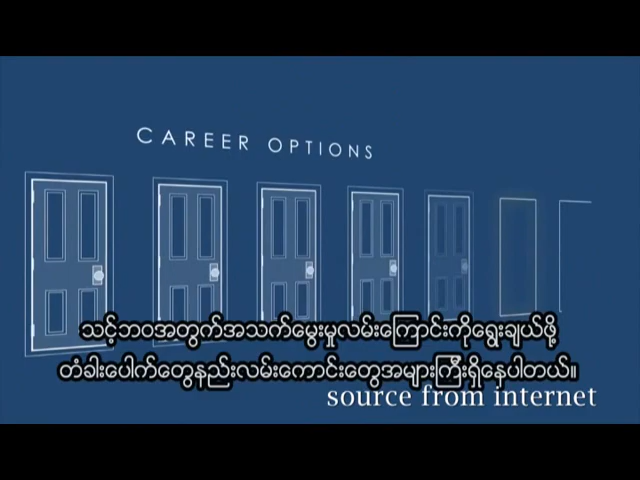 CAREER OPTIONS
သင့်ဘဝအတွက်အသက်မွေးမှုလမ်းကြောင်းကိုရွေးချယ်ဖို့
တံခါးပေါက်တွေနည်းလမ်းကောင်းတွေအများကြီးရှိနေပါတယ်။
source from internet